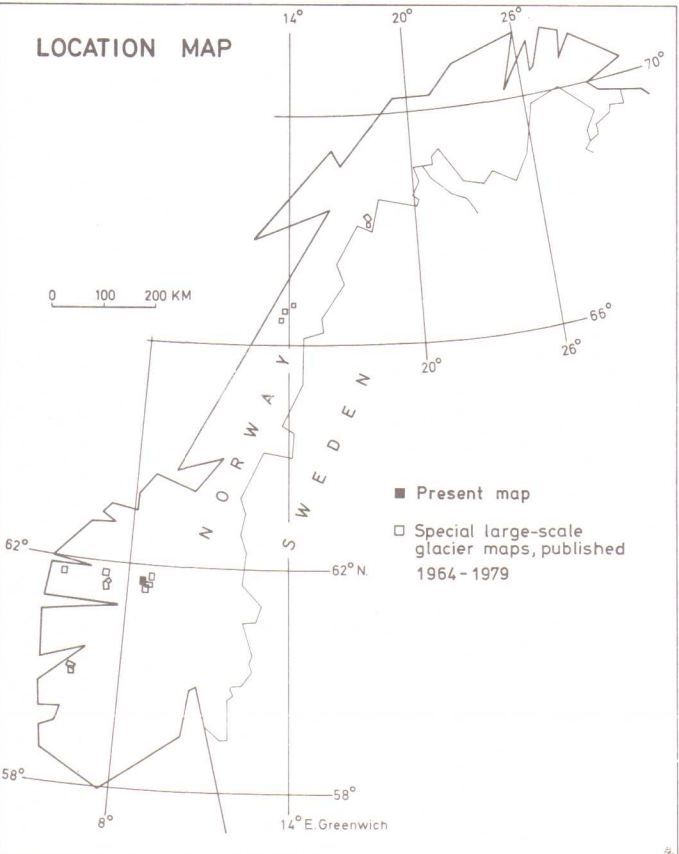 LOCATION MAP
14° 20° 26°
70°
0 100 200 KM
66°
26°
20°
NORWAY
SWEDEN
Present map
Special large-scale
glacier maps, published
1964-1979
62°
62° N.
58°
58°
8°
14° E. Greenwich